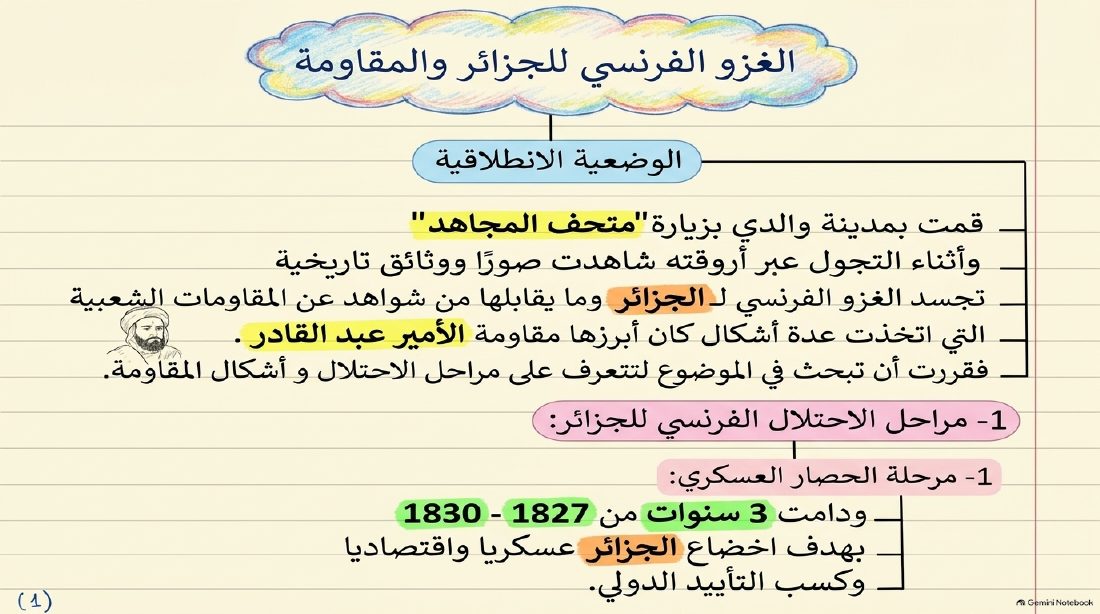 الغزو الفرنسي للجزائر والمقاومة
الوضعية الانطلاقية
قمت بمدينة والدي بزيارة "متحف المجاهد"
وأثناء التجول عبر أروقته شاهدت صورًا ووثائق تاريخية
تجسد الغزو الفرنسي لـ الجزائر وما يقابلها من شواهد عن المقاومات الشعبية
التي اتخذت عدة أشكال كان أبرزها مقاومة الأمير عبد القادر .
فقررت أن تبحث في الموضوع لتتعرف على مراحل الاحتلال و أشكال المقاومة.
1- مراحل الاحتلال الفرنسي للجزائر:
1- مرحلة الحصار العسكري:
ودامت 3 سنوات من 1827 - 1830
بهدف اخضاع الجزائر عسكريا واقتصاديا
وكسب التأييد الدولي.
(1)
Gemini Notebook